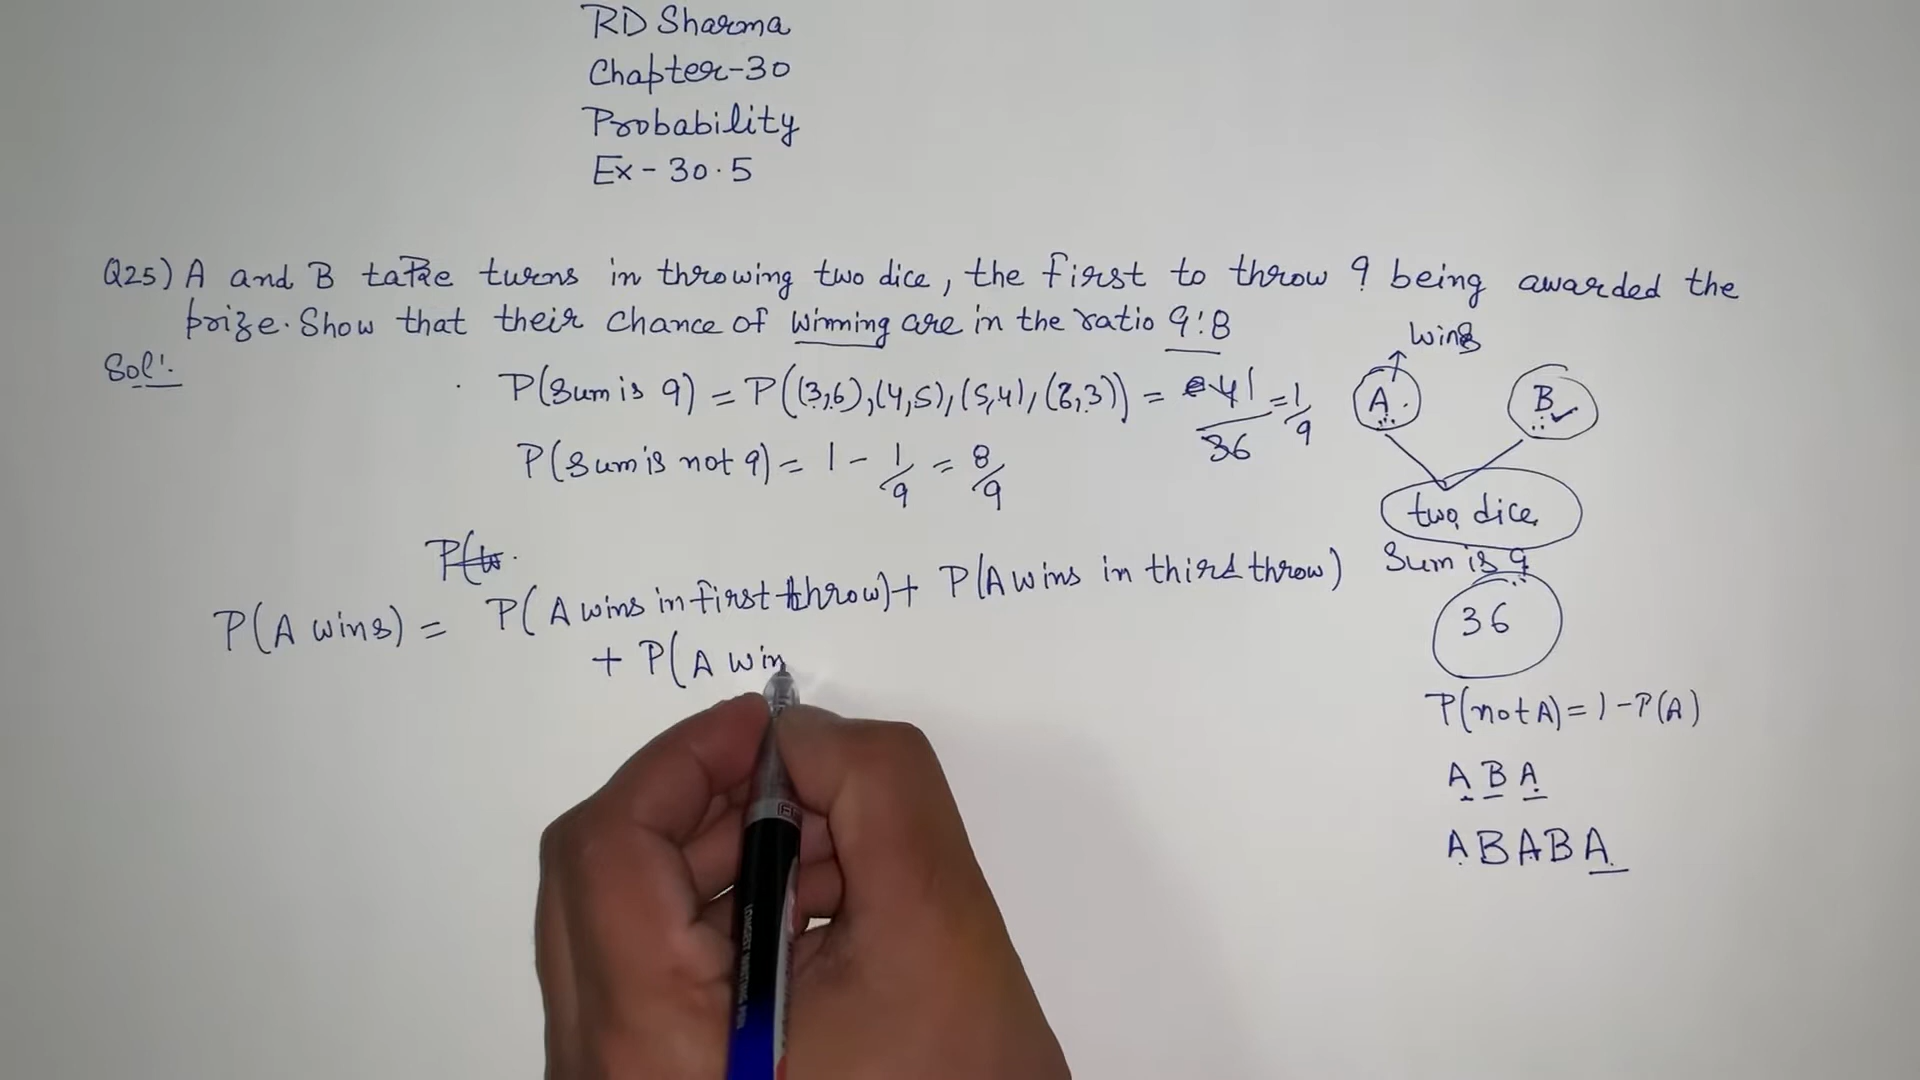 RD Sharma
Chapter-30
Probability
Ex - 30.5
Q25) A and B take turns in throwing two dice, the first to throw 9 being awarded the
prize. Show that their chance of winning are in the ratio 9:8
Sol:
P(sum is 9) = P((3,6),(4,5),(5,4),(6,3)) = 4/36 = 1/9
P(sum is not 9) = 1 - 1/9 = 8/9
P(
P(A wins) = P(A wins in first throw) + P(A wins in third throw)
+ P(A win
wins
A B
two dice
Sum is 9
36
P(not A) = 1 - P(A)
A B A
A B A B A